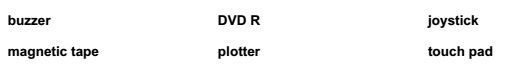 buzzer DVD R joystick
magnetic tape plotter touch pad